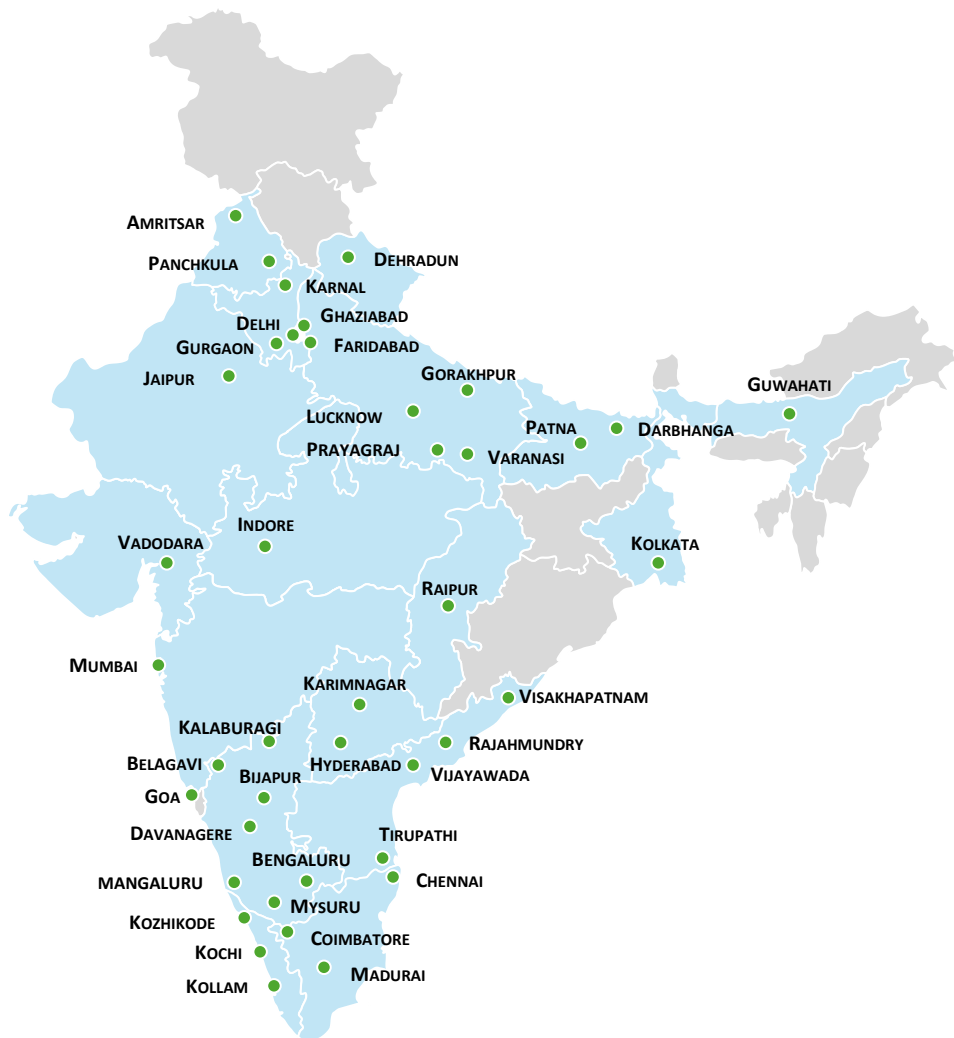 AMRITSAR
PANCHKULA
DEHRADUN
KARNAL
DELHI
GHAZIABAD
GURGAON
FARIDABAD
JAIPUR
GORAKHPUR
GUWAHATI
LUCKNOW
PATNA
DARBHANGA
PRAYAGRAJ
VARANASI
INDORE
VADODARA
KOLKATA
RAIPUR
MUMBAI
KARIMNAGAR
VISAKHAPATNAM
KALABURAGI
RAJAHMUNDRY
BELAGAVI
HYDERABAD
BIJAPUR
VIJAYAWADA
GOA
DAVANAGERE
TIRUPATHI
BENGALURU
MANGALURU
CHENNAI
MYSURU
KOZHIKODE
COIMBATORE
KOCHI
MADURAI
KOLLAM